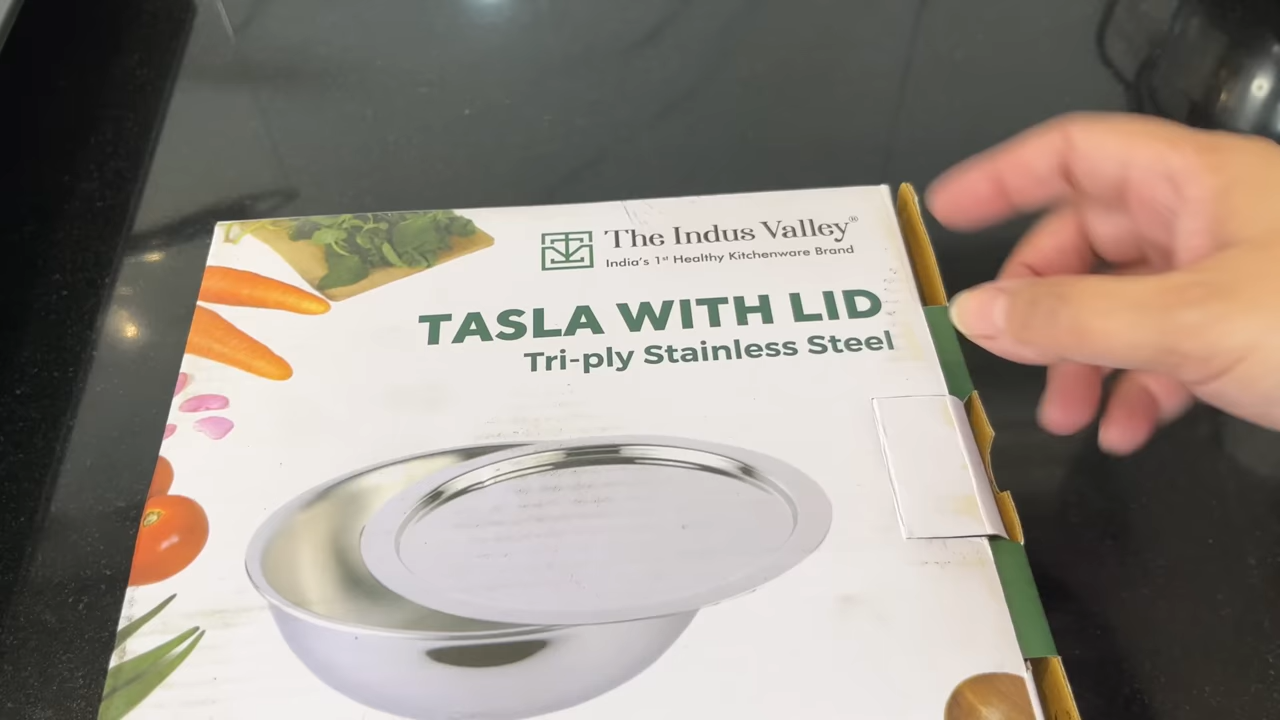 The Indus Valley®
India's 1st Healthy Kitchenware Brand
TASLA WITH LID
Tri-ply Stainless Steel